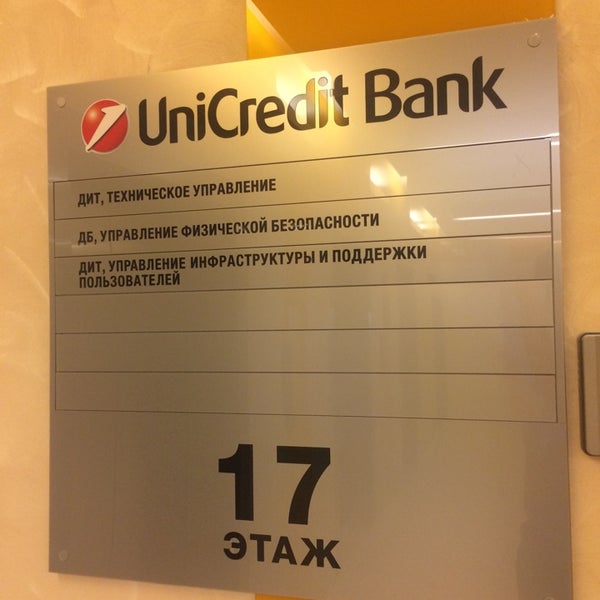 UniCredit Bank
ДИТ, ТЕХНИЧЕСКОЕ УПРАВЛЕНИЕ
ДБ, УПРАВЛЕНИЕ ФИЗИЧЕСКОЙ БЕЗОПАСНОСТИ
ДИТ, УПРАВЛЕНИЕ ИНФРАСТРУКТУРЫ И ПОДДЕРЖКИ
ПОЛЬЗОВАТЕЛЕЙ
17
ЭТАЖ